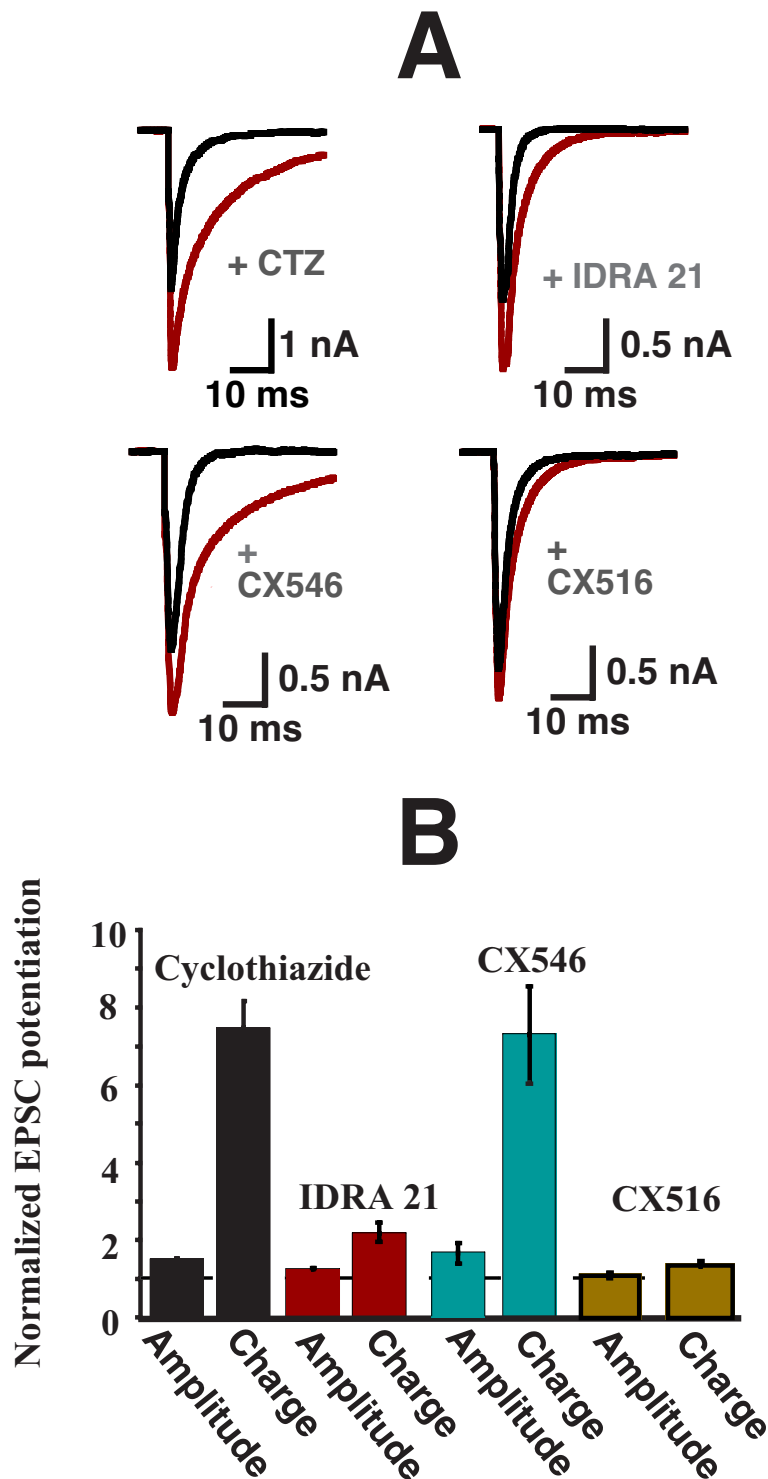 A
+ CTZ
1 nA
10 ms
+ IDRA 21
0.5 nA
10 ms
+
CX546
0.5 nA
10 ms
+
CX516
0.5 nA
10 ms
B
Normalized EPSC potentiation
10
8
6
4
2
0
Cyclothiazide
IDRA 21
CX546
CX516
Amplitude
Charge
Amplitude
Charge
Amplitude
Charge
Amplitude
Charge